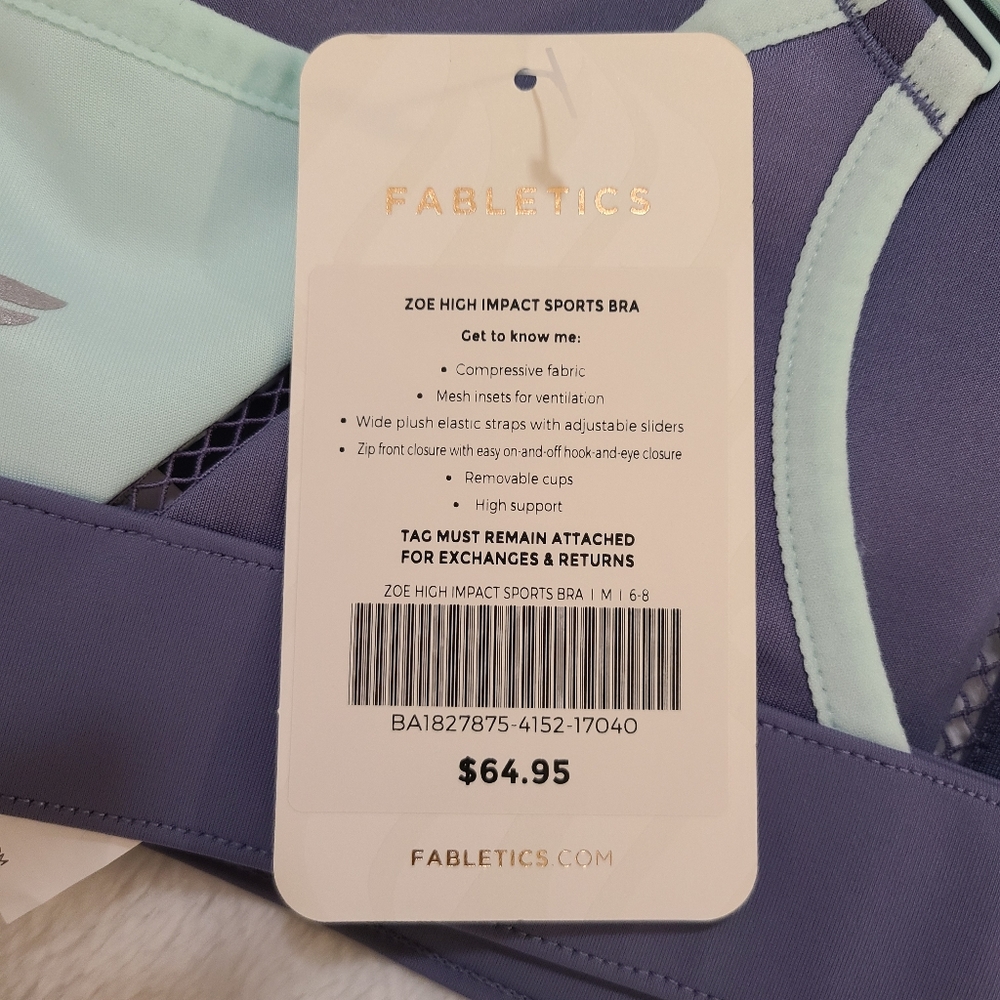 FABLETICS
ZOE HIGH IMPACT SPORTS BRA
Get to know me:
• Compressive fabric
• Mesh insets for ventilation
• Wide plush elastic straps with adjustable sliders
• Zip front closure with easy on-and-off hook-and-eye closure
• Removable cups
• High support
TAG MUST REMAIN ATTACHED
FOR EXCHANGES & RETURNS
ZOE HIGH IMPACT SPORTS BRA | M | 6-8
BA1827875-4152-17040
$64.95
FABLETICS.COM